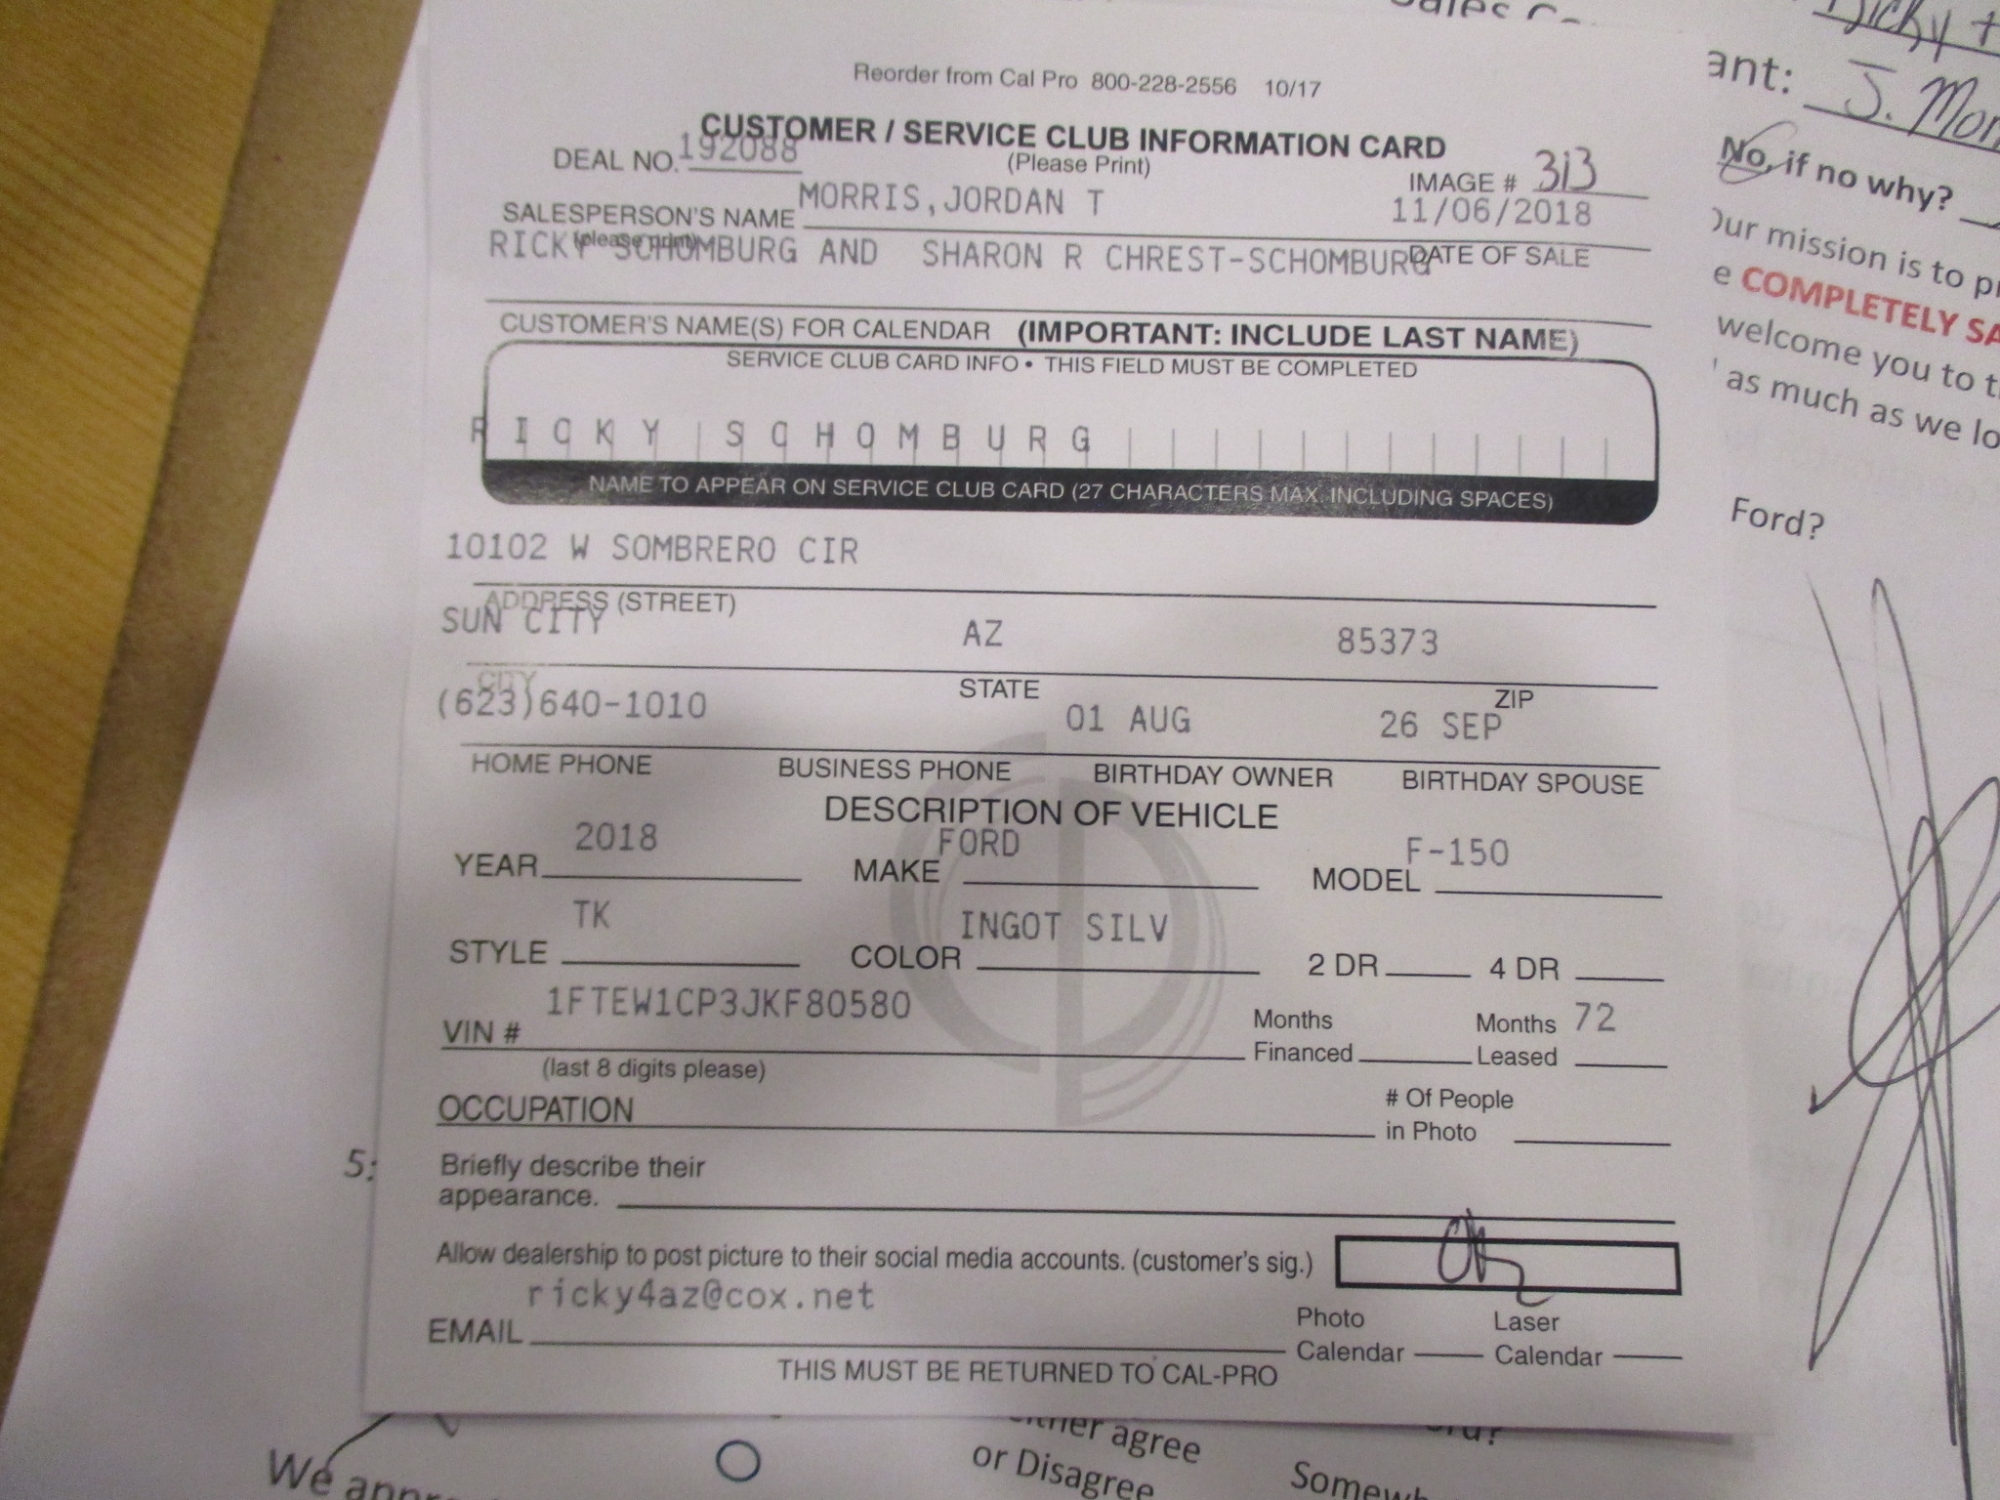 Reorder from Cal Pro 800-228-2556 10/17
CUSTOMER / SERVICE CLUB INFORMATION CARD
(Please Print)
DEAL NO. 192088
IMAGE # 313
SALESPERSON'S NAME MORRIS,JORDAN T
(please print)
11/06/2018
DATE OF SALE
RICKY SCHOMBURG AND SHARON R CHREST-SCHOMBURG
CUSTOMER'S NAME(S) FOR CALENDAR (IMPORTANT: INCLUDE LAST NAME)
SERVICE CLUB CARD INFO • THIS FIELD MUST BE COMPLETED
RICKY SCHOMBURG
NAME TO APPEAR ON SERVICE CLUB CARD (27 CHARACTERS MAX. INCLUDING SPACES)
10102 W SOMBRERO CIR
ADDRESS (STREET)
SUN CITY AZ 85373
CITY STATE ZIP
(623)640-1010 01 AUG 26 SEP
HOME PHONE BUSINESS PHONE BIRTHDAY OWNER BIRTHDAY SPOUSE
DESCRIPTION OF VEHICLE
YEAR 2018 MAKE FORD MODEL F-150
STYLE TK COLOR INGOT SILV 2 DR 4 DR
VIN # 1FTEW1CP3JKF80580
(last 8 digits please)
Months Financed
Months Leased 72
OCCUPATION
# Of People
in Photo
Briefly describe their
appearance.
Allow dealership to post picture to their social media accounts. (customer's sig.)
EMAIL ricky4az@cox.net
Photo Calendar
Laser Calendar
THIS MUST BE RETURNED TO CAL-PRO
Ricky
ant: J.
No, if no why?
Our mission is to
e COMPLETELY
welcome you to
as much as we
Ford?
5:
We
either agree
or Disagree